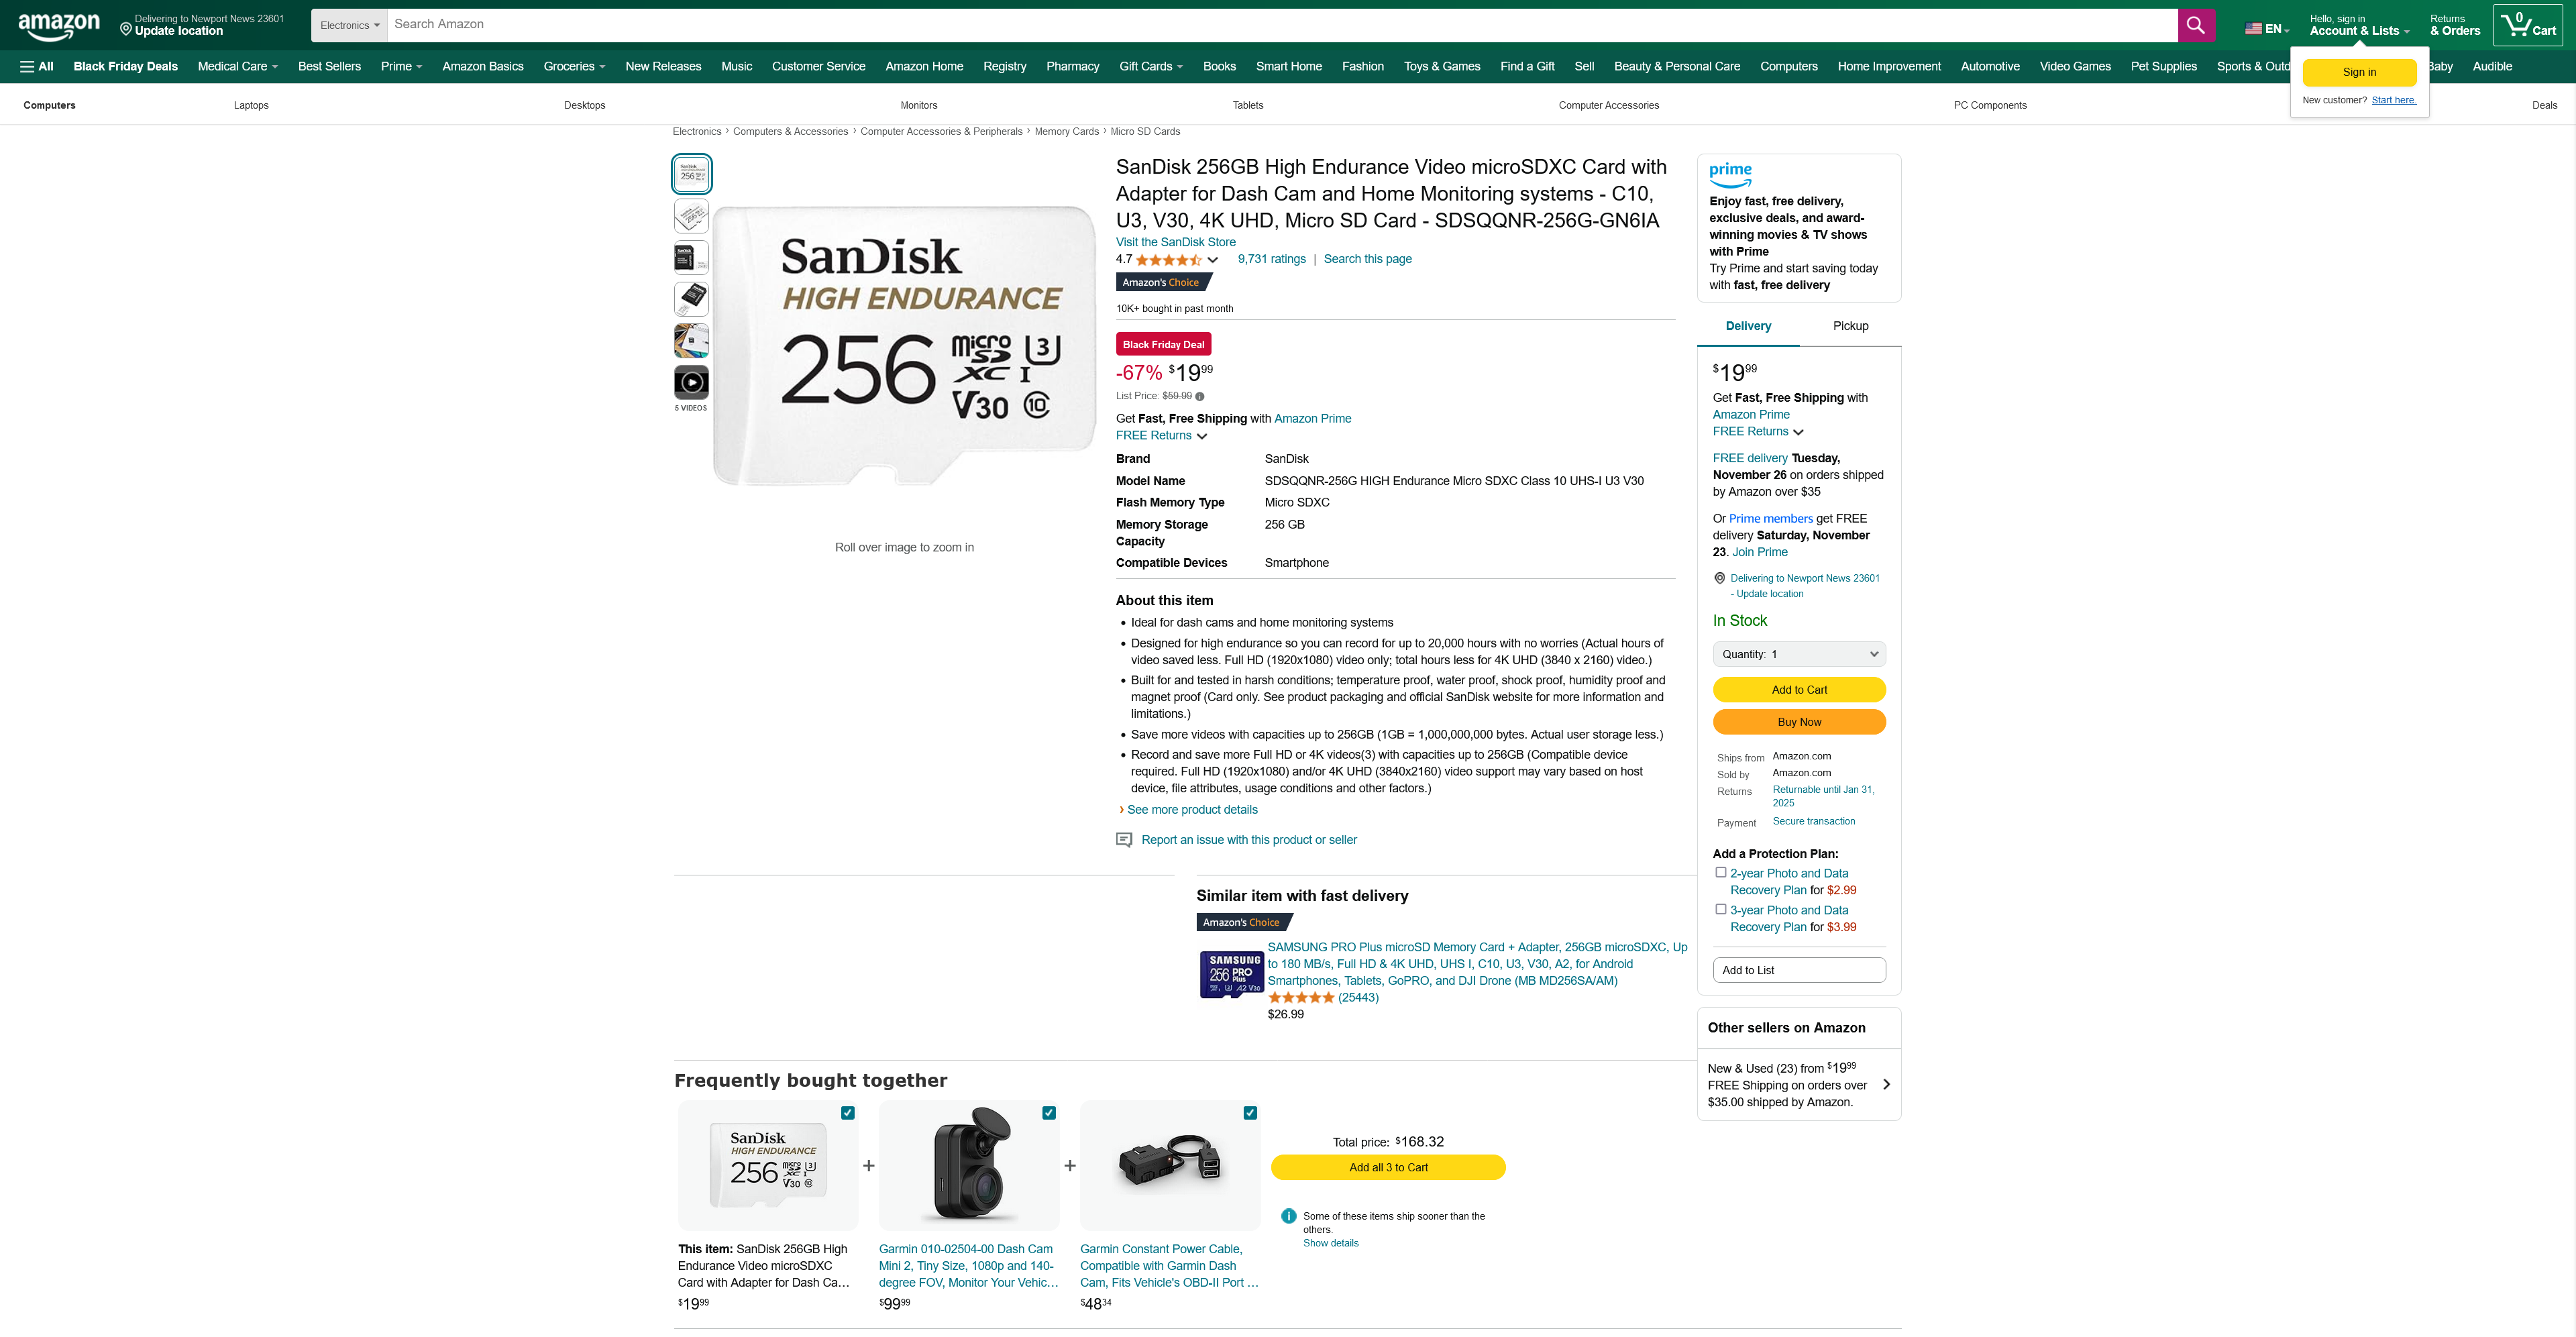 amazon
Delivering to Newport News 23601
Update location
Electronics
Search Amazon
EN
Hello, sign in
Account & Lists
Returns
& Orders
0
Cart
All
Black Friday Deals
Medical Care
Best Sellers
Prime
Amazon Basics
Groceries
New Releases
Music
Customer Service
Amazon Home
Registry
Pharmacy
Gift Cards
Books
Smart Home
Fashion
Toys & Games
Find a Gift
Sell
Beauty & Personal Care
Computers
Home Improvement
Automotive
Video Games
Pet Supplies
Sports & Outd
Baby
Audible
Sign in
New customer? Start here.
Computers
Laptops
Desktops
Monitors
Tablets
Computer Accessories
PC Components
Deals
Electronics › Computers & Accessories › Computer Accessories & Peripherals › Memory Cards › Micro SD Cards
5 VIDEOS
SanDisk
HIGH ENDURANCE
256
micro SD XC I
U3
V30
10
Roll over image to zoom in
SanDisk 256GB High Endurance Video microSDXC Card with
Adapter for Dash Cam and Home Monitoring systems - C10,
U3, V30, 4K UHD, Micro SD Card - SDSQQNR-256G-GN6IA
Visit the SanDisk Store
4.7
9,731 ratings | Search this page
Amazon's Choice
10K+ bought in past month
Black Friday Deal
-67% $19.99
List Price: $59.99
Get Fast, Free Shipping with Amazon Prime
FREE Returns
Brand SanDisk
Model Name SDSQQNR-256G HIGH Endurance Micro SDXC Class 10 UHS-I U3 V30
Flash Memory Type Micro SDXC
Memory Storage 256 GB
Capacity
Compatible Devices Smartphone
About this item
• Ideal for dash cams and home monitoring systems
• Designed for high endurance so you can record for up to 20,000 hours with no worries (Actual hours of
video saved less. Full HD (1920x1080) video only; total hours less for 4K UHD (3840 x 2160) video.)
• Built for and tested in harsh conditions; temperature proof, water proof, shock proof, humidity proof and
magnet proof (Card only. See product packaging and official SanDisk website for more information and
limitations.)
• Save more videos with capacities up to 256GB (1GB = 1,000,000,000 bytes. Actual user storage less.)
• Record and save more Full HD or 4K videos(3) with capacities up to 256GB (Compatible device
required. Full HD (1920x1080) and/or 4K UHD (3840x2160) video support may vary based on host
device, file attributes, usage conditions and other factors.)
› See more product details
Report an issue with this product or seller
prime
Enjoy fast, free delivery,
exclusive deals, and award-
winning movies & TV shows
with Prime
Try Prime and start saving today
with fast, free delivery
Delivery
Pickup
$19.99
Get Fast, Free Shipping with
Amazon Prime
FREE Returns
FREE delivery Tuesday,
November 26 on orders shipped
by Amazon over $35
Or Prime members get FREE
delivery Saturday, November
23. Join Prime
Delivering to Newport News 23601
- Update location
In Stock
Quantity: 1
Add to Cart
Buy Now
Ships from Amazon.com
Sold by Amazon.com
Returns Returnable until Jan 31,
2025
Payment Secure transaction
Add a Protection Plan:
2-year Photo and Data
Recovery Plan for $2.99
3-year Photo and Data
Recovery Plan for $3.99
Add to List
Other sellers on Amazon
New & Used (23) from $19.99
FREE Shipping on orders over
$35.00 shipped by Amazon.
Similar item with fast delivery
Amazon's Choice
SAMSUNG
256 PRO
Plus
A2 V30
SAMSUNG PRO Plus microSD Memory Card + Adapter, 256GB microSDXC, Up
to 180 MB/s, Full HD & 4K UHD, UHS I, C10, U3, V30, A2, for Android
Smartphones, Tablets, GoPRO, and DJI Drone (MB MD256SA/AM)
(25443)
$26.99
Frequently bought together
SanDisk
HIGH ENDURANCE
256
V30
+
+
This item: SanDisk 256GB High
Endurance Video microSDXC
Card with Adapter for Dash Ca…
$19.99
Garmin 010-02504-00 Dash Cam
Mini 2, Tiny Size, 1080p and 140-
degree FOV, Monitor Your Vehic…
$99.99
Garmin Constant Power Cable,
Compatible with Garmin Dash
Cam, Fits Vehicle's OBD-II Port …
$48.34
Total price: $168.32
Add all 3 to Cart
Some of these items ship sooner than the
others.
Show details